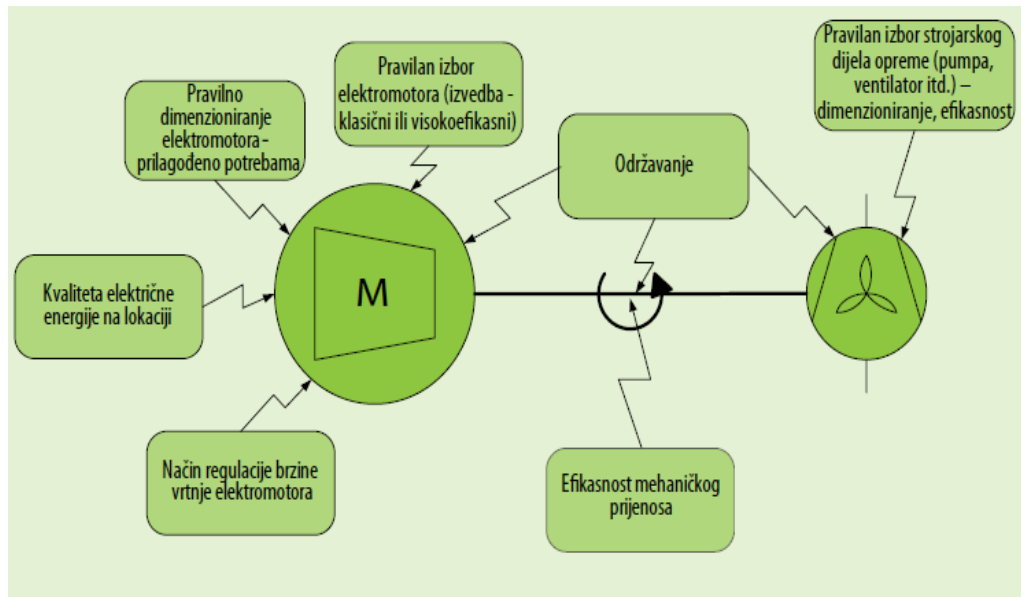 Pravilno
dimenzioniranje
elektromotora -
prilagođeno potrebama
Pravilan izbor
elektromotora (izvedba -
klasični ili visokoefikasni)
Održavanje
Pravilan izbor strojarskog
dijela opreme (pumpa,
ventilator itd.) –
dimenzioniranje, efikasnost
Kvaliteta električne
energije na lokaciji
M
Način regulacije brzine
vrtnje elektromotora
Efikasnost mehaničkog
prijenosa